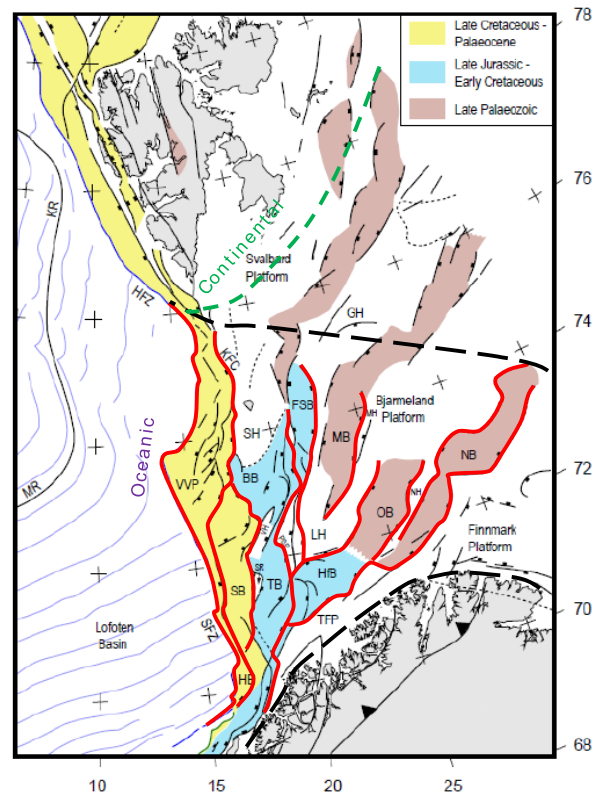 78
Late Cretaceous -
Palaeocene
Late Jurassic -
Early Cretaceous
Late Palaeozoic
76
KR
Continental
Svalbard
Platform
HFZ
GH
74
KFC
FSB
Bjarmeland
Platform
MH
SH
MB
Oceanic
NB
72
VVP
BB
MR
NH
OB
VH
LH
Finnmark
Platform
SR
HfB
TB
SB
70
TFP
SFZ
Lofoten
Basin
HB
68
10
15
20
25